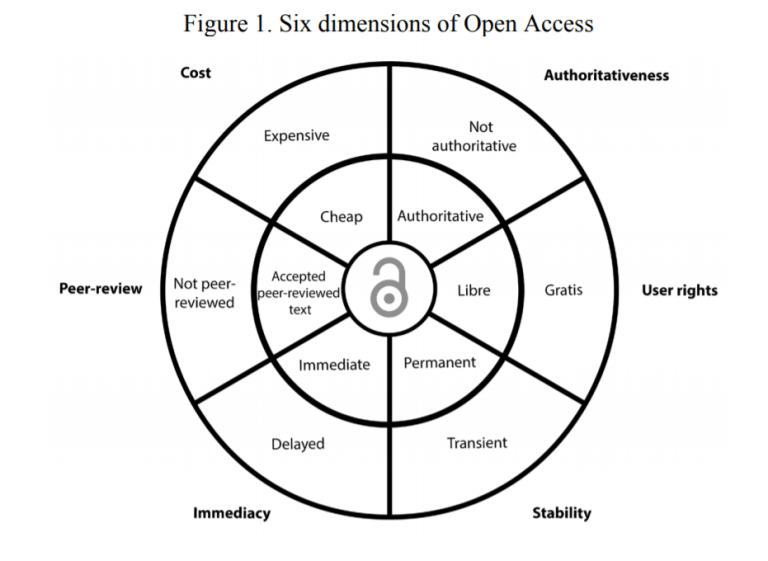 Figure 1. Six dimensions of Open Access
Cost
Authoritativeness
Expensive
Not
authoritative
Cheap
Authoritative
Peer-review
Not peer-
reviewed
Accepted
peer-reviewed
text
Libre
Gratis
User rights
Immediate
Permanent
Delayed
Transient
Immediacy
Stability